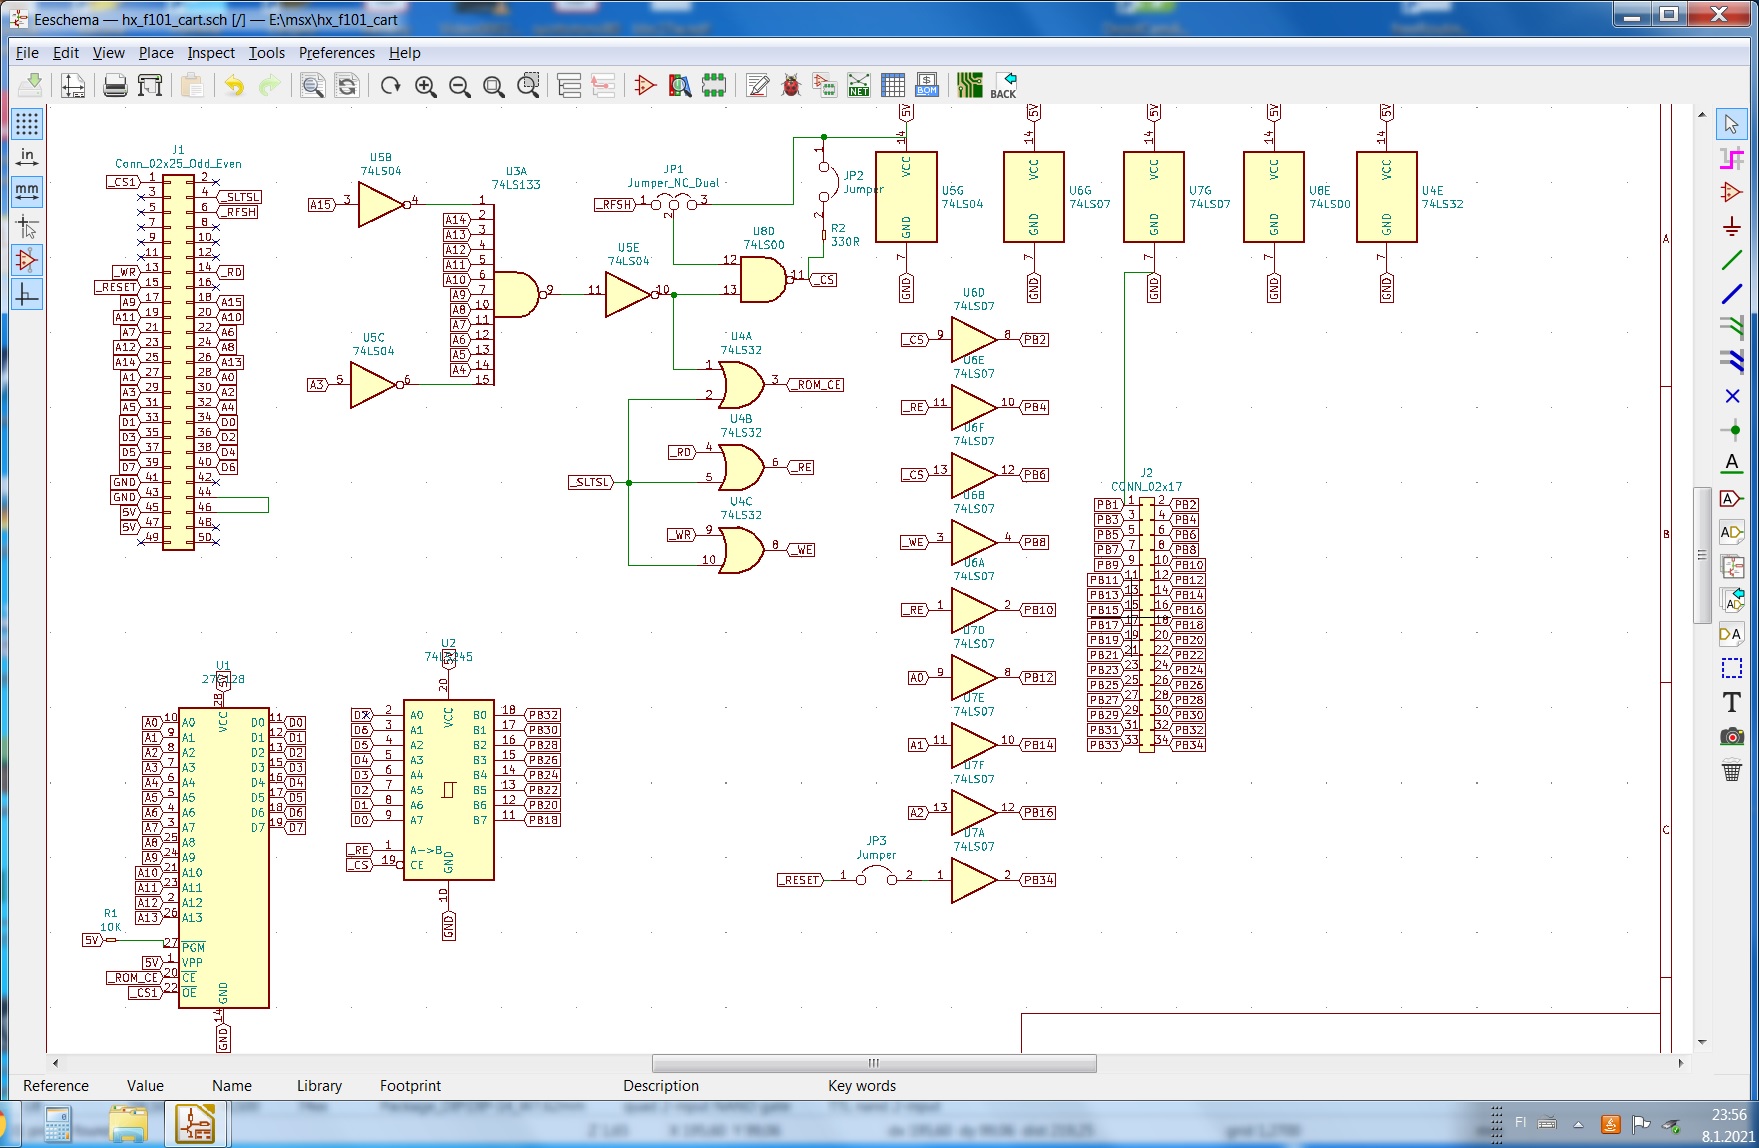 Eeschema — hx_f101_cart.sch [/] — E:\msx\hx_f101_cart
File Edit View Place Inspect Tools Preferences Help
NET
BOM
BACK
in
mm
J1
Conn_02x25_Odd_Even
_CS1 1 2
3 4 _SLTSL
5 6 _RFSH
7 8
9 10
11 12
_WR 13 14 _RD
_RESET 15 16
A9 17 18 A15
A11 19 20 A10
A7 21 22 A6
A12 23 24 A8
A14 25 26 A13
A1 27 28 A0
A3 29 30 A2
A5 31 32 A4
D1 33 34 D0
D3 35 36 D2
D5 37 38 D4
D7 39 40 D6
GND 41 42
GND 43 44
5V 45 46
5V 47 48
49 50
U5B
74LS04
A15 3 4
U5C
74LS04
A3 5 6
U3A
74LS133
1
A14 2
A13 3
A12 4
A11 5
A10 6
A9 7
A8 10
A7 11
A6 12
A5 13
A4 14
15
9
U5E
74LS04
11 10
JP1
Jumper_NC_Dual
_RFSH 1 2 3
JP2
Jumper
1
2
R2
330R
U8D
74LS00
12
13
11 _CS
U4A
74LS32
1
2
3 _ROM_CE
U4B
74LS32
_RD 4
5
6 _RE
_SLTSL
U4C
74LS32
_WR 9
10
8 _WE
5V 5V 5V 5V 5V
14 14 14 14 14
VCC VCC VCC VCC VCC
U5G U6G U7G U8E U4E
74LS04 74LS07 74LS07 74LS00 74LS32
GND GND GND GND GND
7 7 7 7 7
GND GND GND GND GND
U6D
74LS07
_CS 9 8 PB2
U6E
74LS07
_RE 11 10 PB4
U6F
74LS07
_CS 13 12 PB6
U6B
74LS07
_WE 3 4 PB8
U6A
74LS07
_RE 1 2 PB10
U7D
74LS07
A0 9 8 PB12
U7E
74LS07
A1 11 10 PB14
U7F
74LS07
A2 13 12 PB16
U7A
74LS07
JP3
Jumper
_RESET 1 2 1 2 PB34
J2
CONN_02x17
PB1 1 2 PB2
PB3 3 4 PB4
PB5 5 6 PB6
PB7 7 8 PB8
PB9 9 10 PB10
PB11 11 12 PB12
PB13 13 14 PB14
PB15 15 16 PB16
PB17 17 18 PB18
PB19 19 20 PB20
PB21 21 22 PB22
PB23 23 24 PB24
PB25 25 26 PB26
PB27 27 28 PB28
PB29 29 30 PB30
PB31 31 32 PB32
PB33 33 34 PB34
U1
5V
28
VCC
A0 10 A0 D0 11 D0
A1 9 A1 D1 12 D1
A2 8 A2 D2 13 D2
A3 7 A3 D3 15 D3
A4 6 A4 D4 16 D4
A5 5 A5 D5 17 D5
A6 4 A6 D6 18 D6
A7 3 A7 D7 19 D7
A8 25 A8
A9 24 A9
A10 21 A10
A11 23 A11
A12 2 A12
A13 26 A13
R1
10K
5V 27 PGM
5V 1 VPP
_ROM_CE 20 CE
_CS1 22 OE
GND
14
GND
U2
5V
20
VCC
D7 2 A0 B0 18 PB32
D6 3 A1 B1 17 PB30
D5 4 A2 B2 16 PB28
D4 5 A3 B3 15 PB26
D3 6 A4 B4 14 PB24
D2 7 A5 B5 13 PB22
D1 8 A6 B6 12 PB20
D0 9 A7 B7 11 PB18
_RE 1 A->B
_CS 19 CE
GND
10
GND
A
B
C
Reference Value Name Library Footprint Description Key words
FI
23:56
8.1.2021